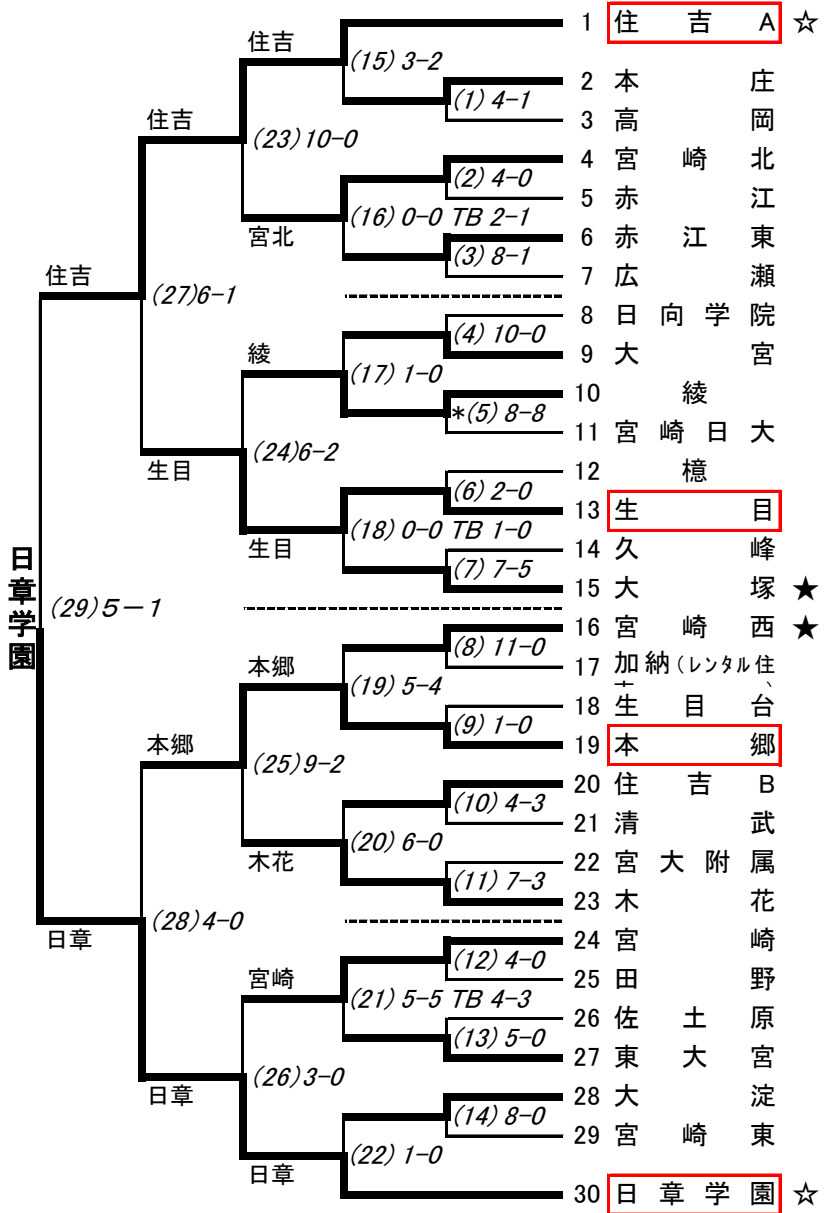 住吉
1 住吉A ☆
(15) 3-2
2 本庄
(1) 4-1
3 高岡
住吉
(23) 10-0
4 宮崎北
(2) 4-0
5 赤江
(16) 0-0 TB 2-1
宮北
6 赤江東
(3) 8-1
7 広瀬
住吉
(27)6-1
8 日向学院
(4) 10-0
9 大宮
綾
(17) 1-0
10 綾
*(5) 8-8
11 宮崎日大
(24)6-2
生目
12 檍
(6) 2-0
13 生目
(18) 0-0 TB 1-0
生目
14 久峰
(7) 7-5
15 大塚 ★
日章学園
(29)5-1
16 宮崎西 ★
(8) 11-0
17 加納(レンタル住
本郷
(19) 5-4
18 生目台
(9) 1-0
19 本郷
本郷
(25) 9-2
20 住吉B
(10) 4-3
21 清武
(20) 6-0
木花
22 宮大附属
(11) 7-3
23 木花
日章
(28)4-0
24 宮崎
(12) 4-0
25 田野
宮崎
(21) 5-5 TB 4-3
26 佐土原
(13) 5-0
27 東大宮
(26)3-0
日章
28 大淀
(14) 8-0
29 宮崎東
(22) 1-0
日章
30 日章学園 ☆